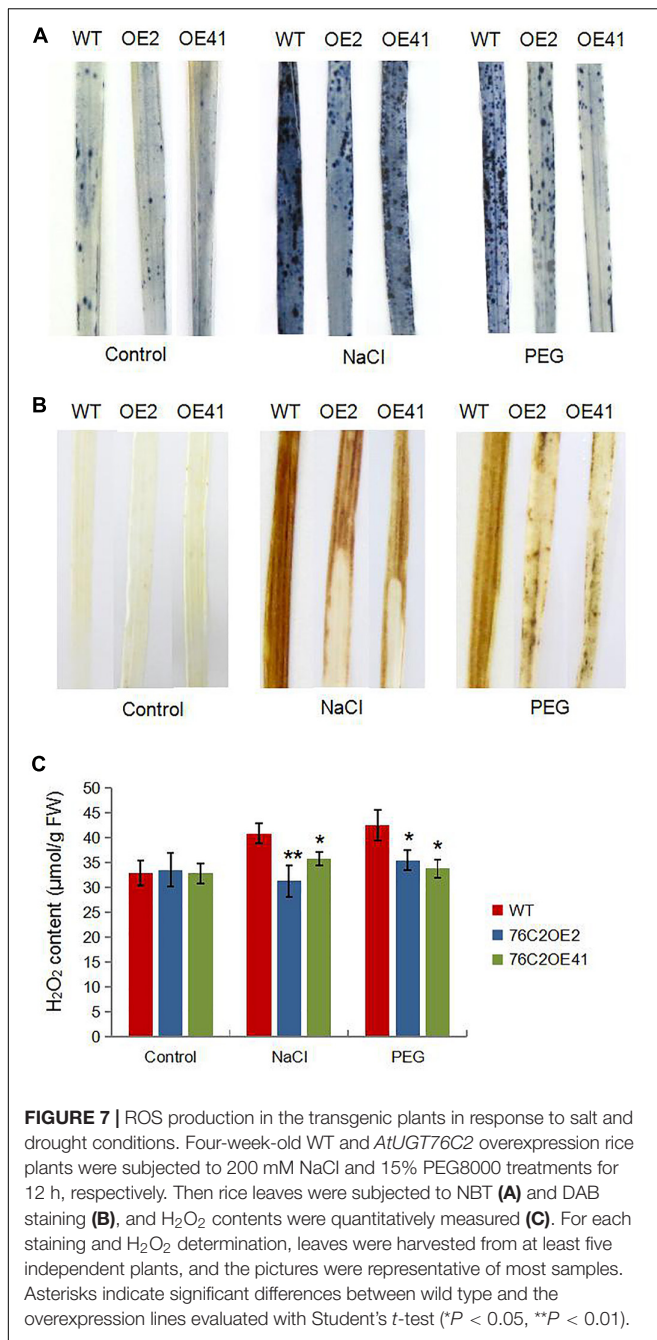 A
WT OE2 OE41 WT OE2 OE41 WT OE2 OE41
Control NaCl PEG
B
WT OE2 OE41 WT OE2 OE41 WT OE2 OE41
Control NaCl PEG
C
H₂O₂ content (µmol/g FW)
50
45
40
35
30
25
20
15
10
5
0
** * * *
Control NaCl PEG
WT
76C2OE2
76C2OE41
FIGURE 7 | ROS production in the transgenic plants in response to salt and
drought conditions. Four-week-old WT and AtUGT76C2 overexpression rice
plants were subjected to 200 mM NaCl and 15% PEG8000 treatments for
12 h, respectively. Then rice leaves were subjected to NBT (A) and DAB
staining (B), and H₂O₂ contents were quantitatively measured (C). For each
staining and H₂O₂ determination, leaves were harvested from at least five
independent plants, and the pictures were representative of most samples.
Asterisks indicate significant differences between wild type and the
overexpression lines evaluated with Student's t-test (*P < 0.05, **P < 0.01).